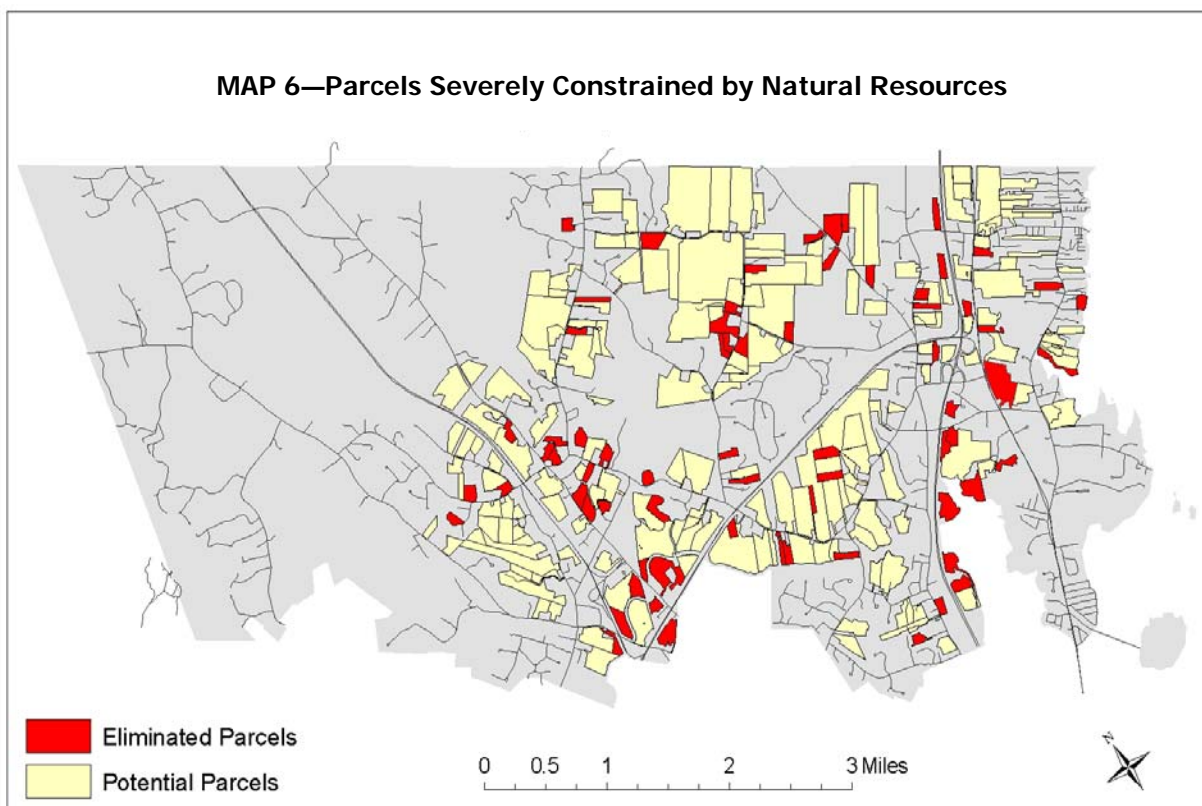 MAP 6—Parcels Severely Constrained by Natural Resources
Eliminated Parcels
Potential Parcels
0 0.5 1 2 3 Miles
N